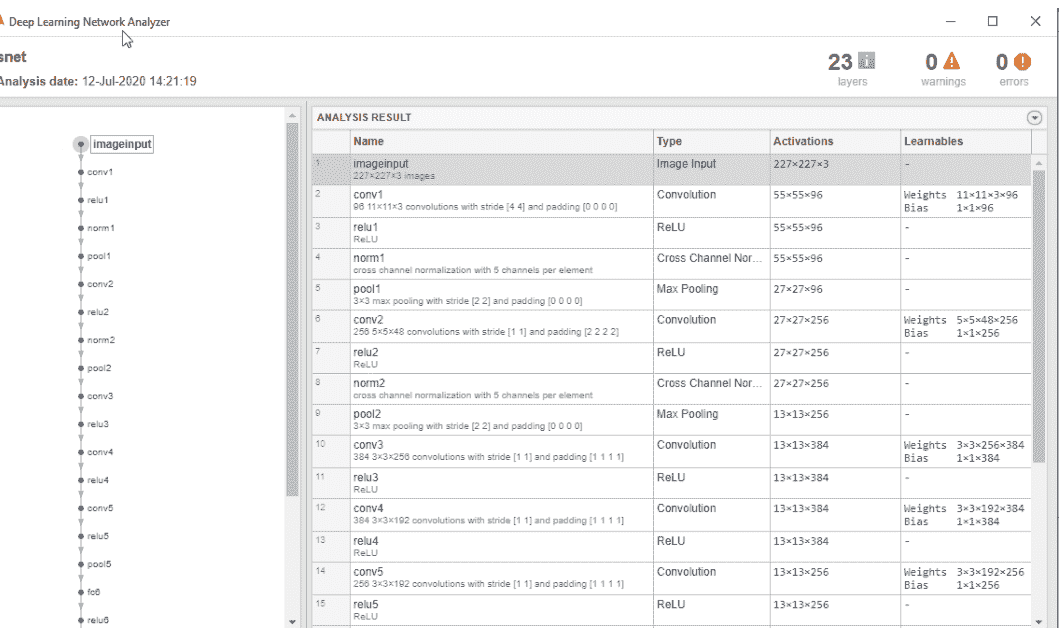 Deep Learning Network Analyzer
snet
Analysis date: 12-Jul-2020 14:21:19
23
layers
0
warnings
0
errors
imageinput
conv1
relu1
norm1
pool1
conv2
relu2
norm2
pool2
conv3
relu3
conv4
relu4
conv5
relu5
pool5
fc6
relu6
ANALYSIS RESULT
Name Type Activations Learnables
1 imageinput Image Input 227×227×3 -
227×227×3 images
2 conv1 Convolution 55×55×96 Weights 11×11×3×96
96 11×11×3 convolutions with stride [4 4] and padding [0 0 0 0] Bias 1×1×96
3 relu1 ReLU 55×55×96 -
ReLU
4 norm1 Cross Channel Nor... 55×55×96 -
cross channel normalization with 5 channels per element
5 pool1 Max Pooling 27×27×96 -
3×3 max pooling with stride [2 2] and padding [0 0 0 0]
6 conv2 Convolution 27×27×256 Weights 5×5×48×256
256 5×5×48 convolutions with stride [1 1] and padding [2 2 2 2] Bias 1×1×256
7 relu2 ReLU 27×27×256 -
ReLU
8 norm2 Cross Channel Nor... 27×27×256 -
cross channel normalization with 5 channels per element
9 pool2 Max Pooling 13×13×256 -
3×3 max pooling with stride [2 2] and padding [0 0 0 0]
10 conv3 Convolution 13×13×384 Weights 3×3×256×384
384 3×3×256 convolutions with stride [1 1] and padding [1 1 1 1] Bias 1×1×384
11 relu3 ReLU 13×13×384 -
ReLU
12 conv4 Convolution 13×13×384 Weights 3×3×192×384
384 3×3×192 convolutions with stride [1 1] and padding [1 1 1 1] Bias 1×1×384
13 relu4 ReLU 13×13×384 -
ReLU
14 conv5 Convolution 13×13×256 Weights 3×3×192×256
256 3×3×192 convolutions with stride [1 1] and padding [1 1 1 1] Bias 1×1×256
15 relu5 ReLU 13×13×256 -
ReLU